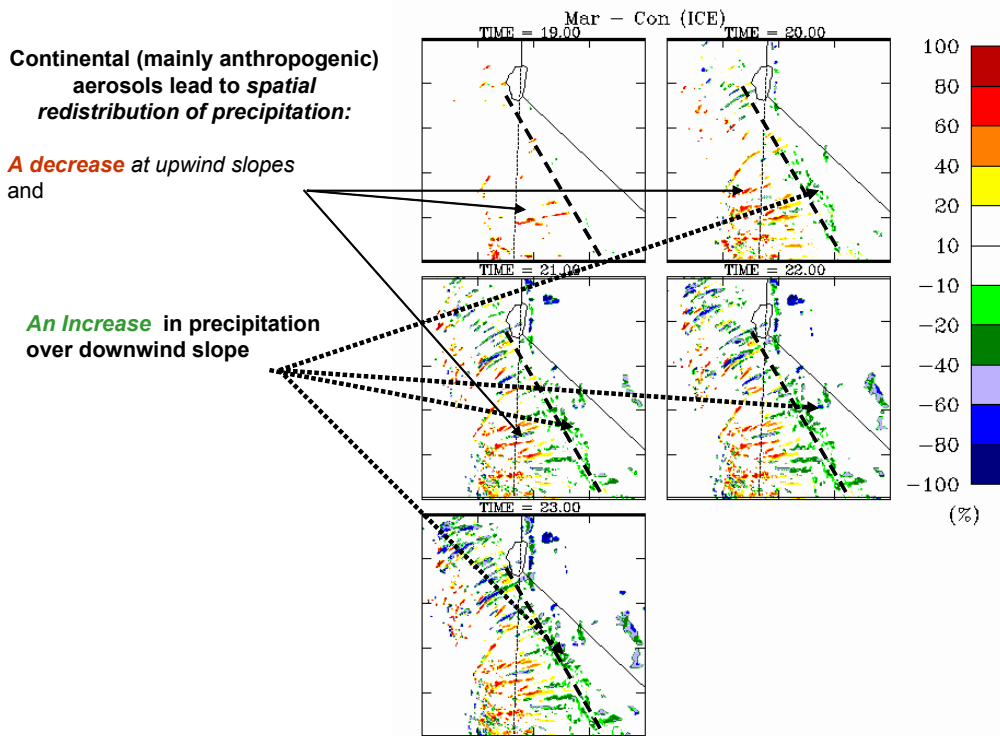 Mar – Con (ICE)
TIME = 19.00
TIME = 20.00
Continental (mainly anthropogenic)
aerosols lead to spatial
redistribution of precipitation:
A decrease at upwind slopes
and
TIME = 21.00
TIME = 22.00
An Increase in precipitation
over downwind slope
TIME = 23.00
100
80
60
40
20
10
−10
−20
−40
−60
−80
−100
(%)